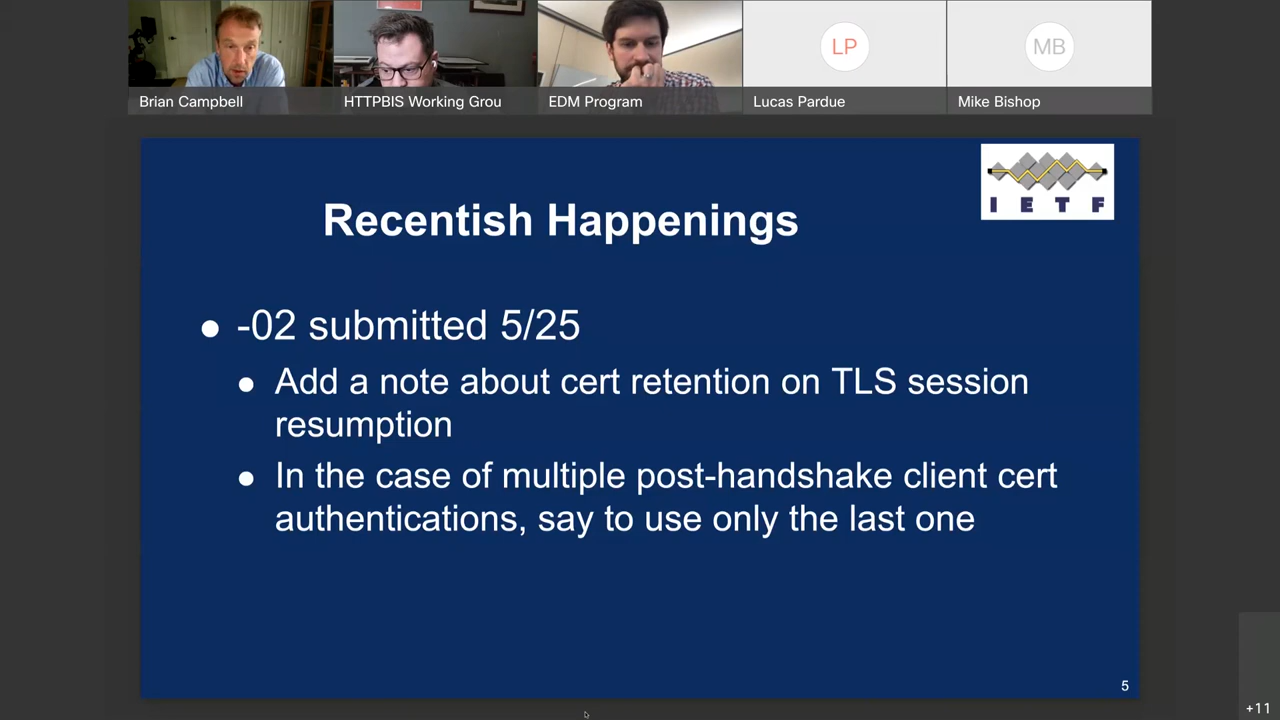 LP
MB
Brian Campbell
HTTPBIS Working Grou
EDM Program
Lucas Pardue
Mike Bishop
I E T F
Recentish Happenings
● -02 submitted 5/25
● Add a note about cert retention on TLS session
resumption
● In the case of multiple post-handshake client cert
authentications, say to use only the last one
5
+11